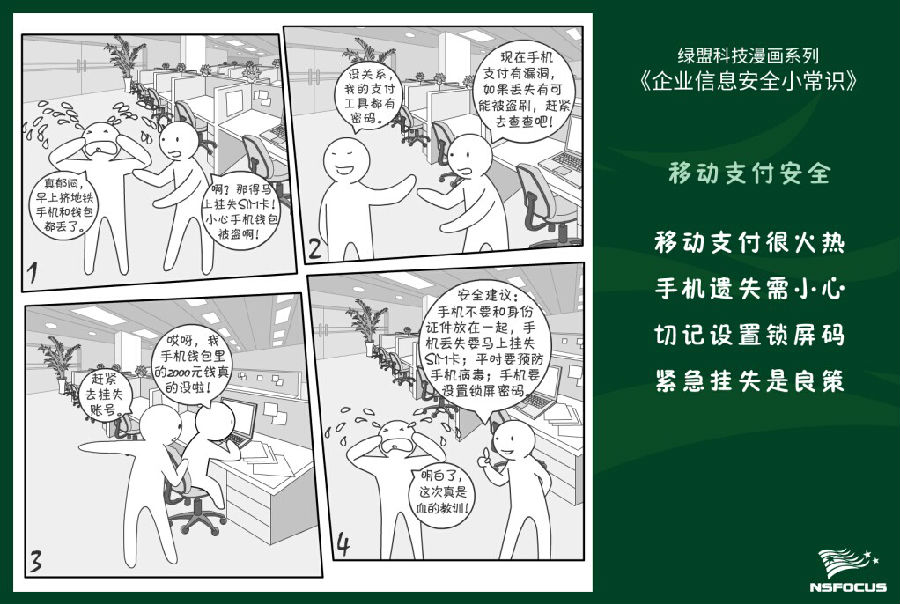 真郁闷，
早上挤地铁
手机和钱包
都丢了。
啊？那得马
上挂失SIM卡！
小心手机钱包
被盗啊！
1
没关系，
我的支付
工具都有
密码。
现在手机
支付有漏洞，
如果丢失有可
能被盗刷，赶紧
去查查吧！
2
赶紧
去挂失
账号。
哎呀，我
手机钱包里
的2000元钱真
的没啦！
3
安全建议：
手机不要和身份
证件放在一起，手
机丢失要马上挂失
SIM卡；平时要预防
手机病毒；手机要
设置锁屏密码。
明白了，
这次真是
血的教训！
4
绿盟科技漫画系列
《企业信息安全小常识》
移动支付安全
移动支付很火热
手机遗失需小心
切记设置锁屏码
紧急挂失是良策
NSFOCUS